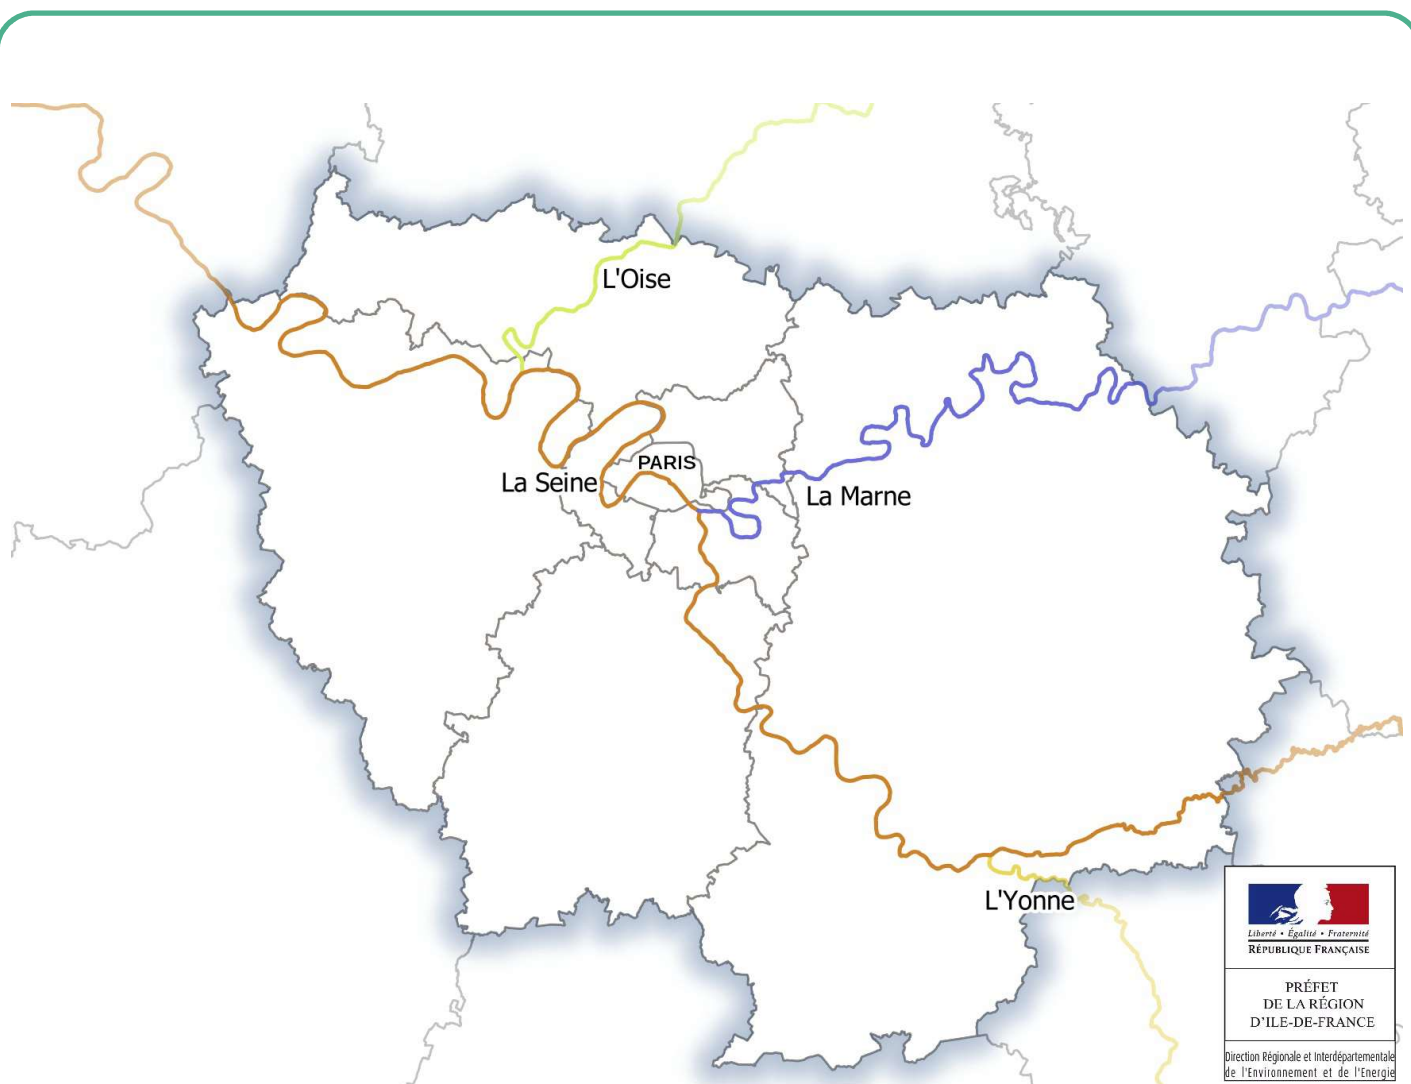 L'Oise
PARIS
La Seine
La Marne
L'Yonne
Liberté • Égalité • Fraternité
RÉPUBLIQUE FRANÇAISE
PRÉFET
DE LA RÉGION
D'ILE-DE-FRANCE
Direction Régionale et Interdépartementale
de l'Environnement et de l'Energie